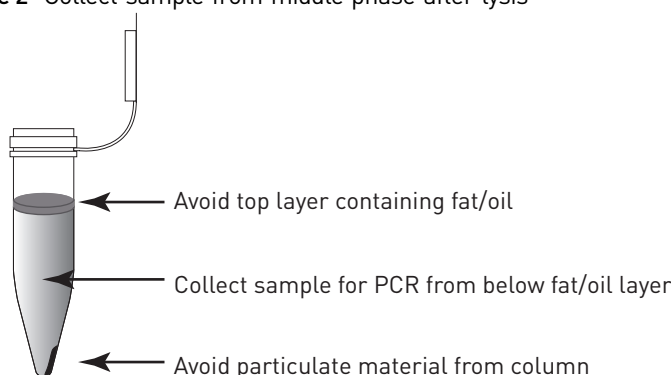 2 Collect sample from middle phase after lysis
Avoid top layer containing fat/oil
Collect sample for PCR from below fat/oil layer
Avoid particulate material from column